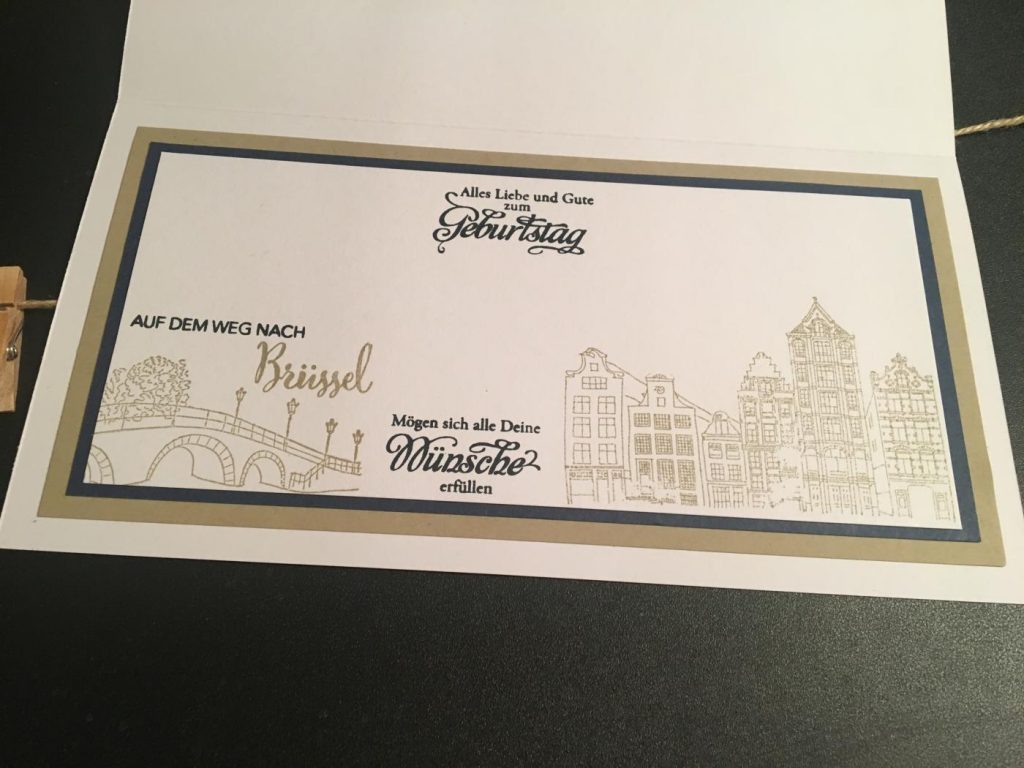 Alles Liebe und Gute
zum
Geburtstag
AUF DEM WEG NACH
Brüssel
Mögen sich alle Deine
Wünsche
erfüllen